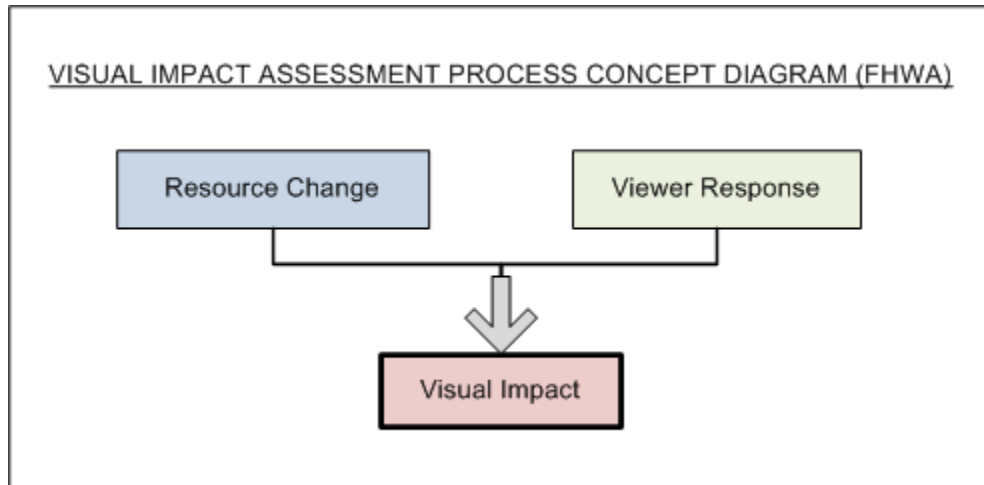 VISUAL IMPACT ASSESSMENT PROCESS CONCEPT DIAGRAM (FHWA)
Resource Change
Viewer Response
Visual Impact